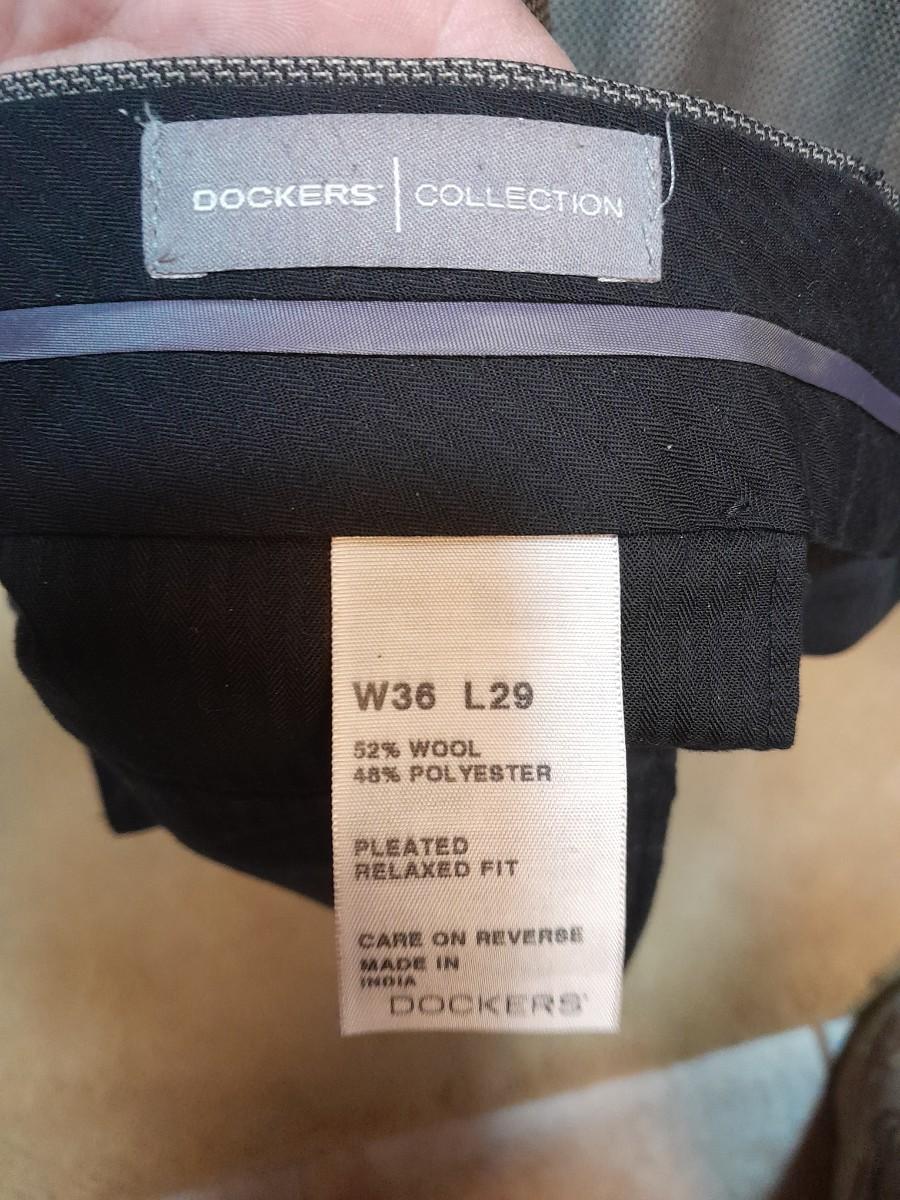 DOCKERS | COLLECTION
W36 L29
52% WOOL
48% POLYESTER
PLEATED
RELAXED FIT
CARE ON REVERSE
MADE IN
INDIA
DOCKERS